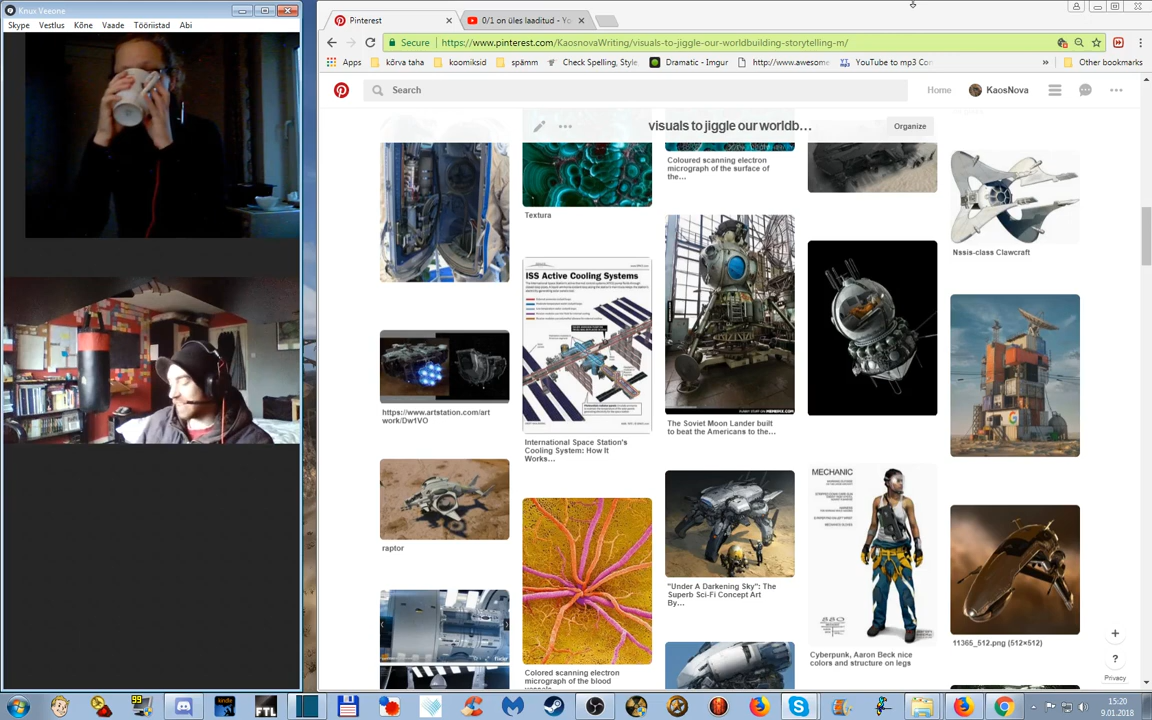 Knux Veeone
Skype Vestlus Kõne Vaade Tööriistad Abi
Pinterest
0/1 on üles laaditud - Yo
Secure https://www.pinterest.com/KaosnovaWriting/visuals-to-jiggle-our-worldbuilding-storytelling-m/
Apps kõrva taha koomiksid spämm Check Spelling, Style, Dramatic - Imgur http://www.awesome YouTube to mp3 Con » Other bookmarks
Search
Home KaosNova
visuals to jiggle our worldb...
Organize
Coloured scanning electron
micrograph of the surface of
the...
Textura
Nssis-class Clawcraft
ISS Active Cooling Systems
https://www.artstation.com/art
work/Dw1VO
International Space Station's
Cooling System: How It
Works...
The Soviet Moon Lander built
to beat the Americans to the...
G
raptor
MECHANIC
"Under A Darkening Sky": The
Superb Sci-Fi Concept Art
By...
Cyberpunk, Aaron Beck nice
colors and structure on legs
11365_512.png (512×512)
Colored scanning electron
micrograph of the blood
vessels...
+
?
Privacy
99
kindle
FTL
15:20
9.01.2018